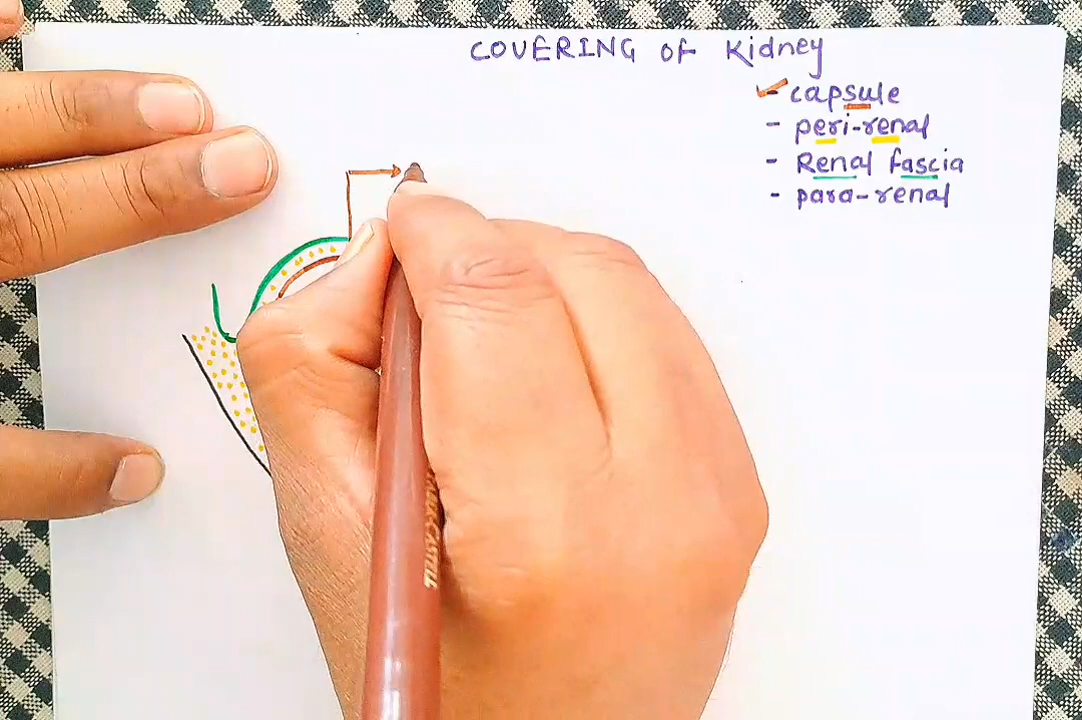 COVERING OF Kidney
- capsule
- peri-renal
- Renal fascia
- para-renal